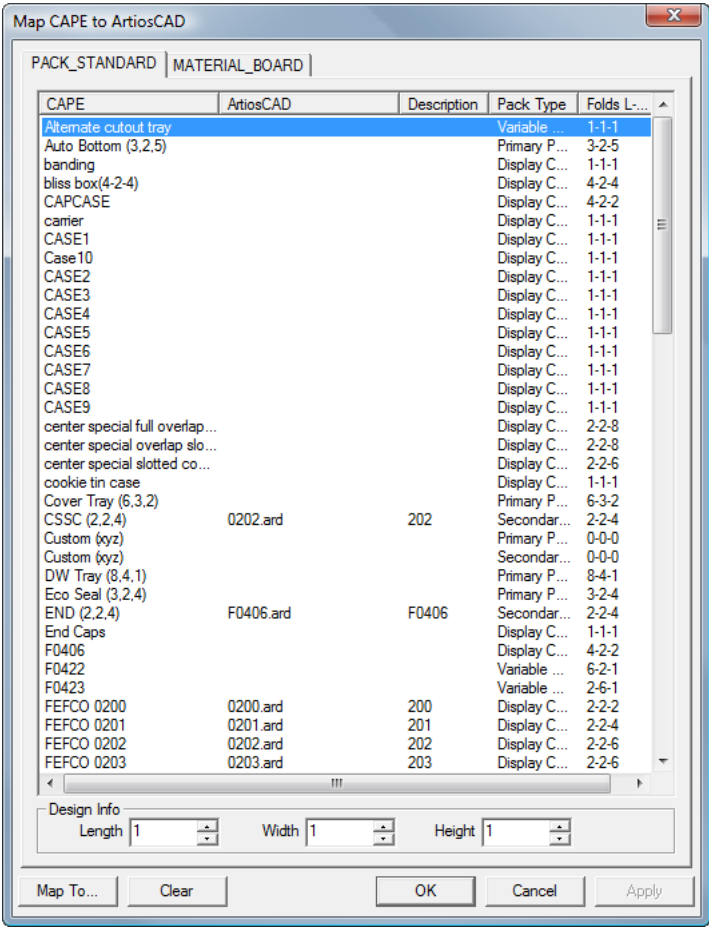 Map CAPE to ArtiosCAD
PACK_STANDARD MATERIAL_BOARD
CAPE ArtiosCAD Description Pack Type Folds L-...
Alternate cutout tray Variable ... 1-1-1
Auto Bottom (3,2,5) Primary P... 3-2-5
banding Display C... 1-1-1
bliss box(4-2-4) Display C... 4-2-4
CAPCASE Display C... 4-2-2
carrier Display C... 1-1-1
CASE1 Display C... 1-1-1
Case10 Display C... 1-1-1
CASE2 Display C... 1-1-1
CASE3 Display C... 1-1-1
CASE4 Display C... 1-1-1
CASE5 Display C... 1-1-1
CASE6 Display C... 1-1-1
CASE7 Display C... 1-1-1
CASE8 Display C... 1-1-1
CASE9 Display C... 1-1-1
center special full overlap... Display C... 2-2-8
center special overlap slo... Display C... 2-2-8
center special slotted co... Display C... 2-2-6
cookie tin case Display C... 1-1-1
Cover Tray (6,3,2) Primary P... 6-3-2
CSSC (2,2,4) 0202.ard 202 Secondar... 2-2-4
Custom (xyz) Primary P... 0-0-0
Custom (xyz) Secondar... 0-0-0
DW Tray (8,4,1) Primary P... 8-4-1
Eco Seal (3,2,4) Primary P... 3-2-4
END (2,2,4) F0406.ard F0406 Secondar... 2-2-4
End Caps Display C... 1-1-1
F0406 Display C... 4-2-2
F0422 Variable ... 6-2-1
F0423 Variable ... 2-6-1
FEFCO 0200 0200.ard 200 Display C... 2-2-2
FEFCO 0201 0201.ard 201 Display C... 2-2-4
FEFCO 0202 0202.ard 202 Display C... 2-2-6
FEFCO 0203 0203.ard 203 Display C... 2-2-6
Design Info
Length 1 Width 1 Height 1
Map To... Clear OK Cancel Apply